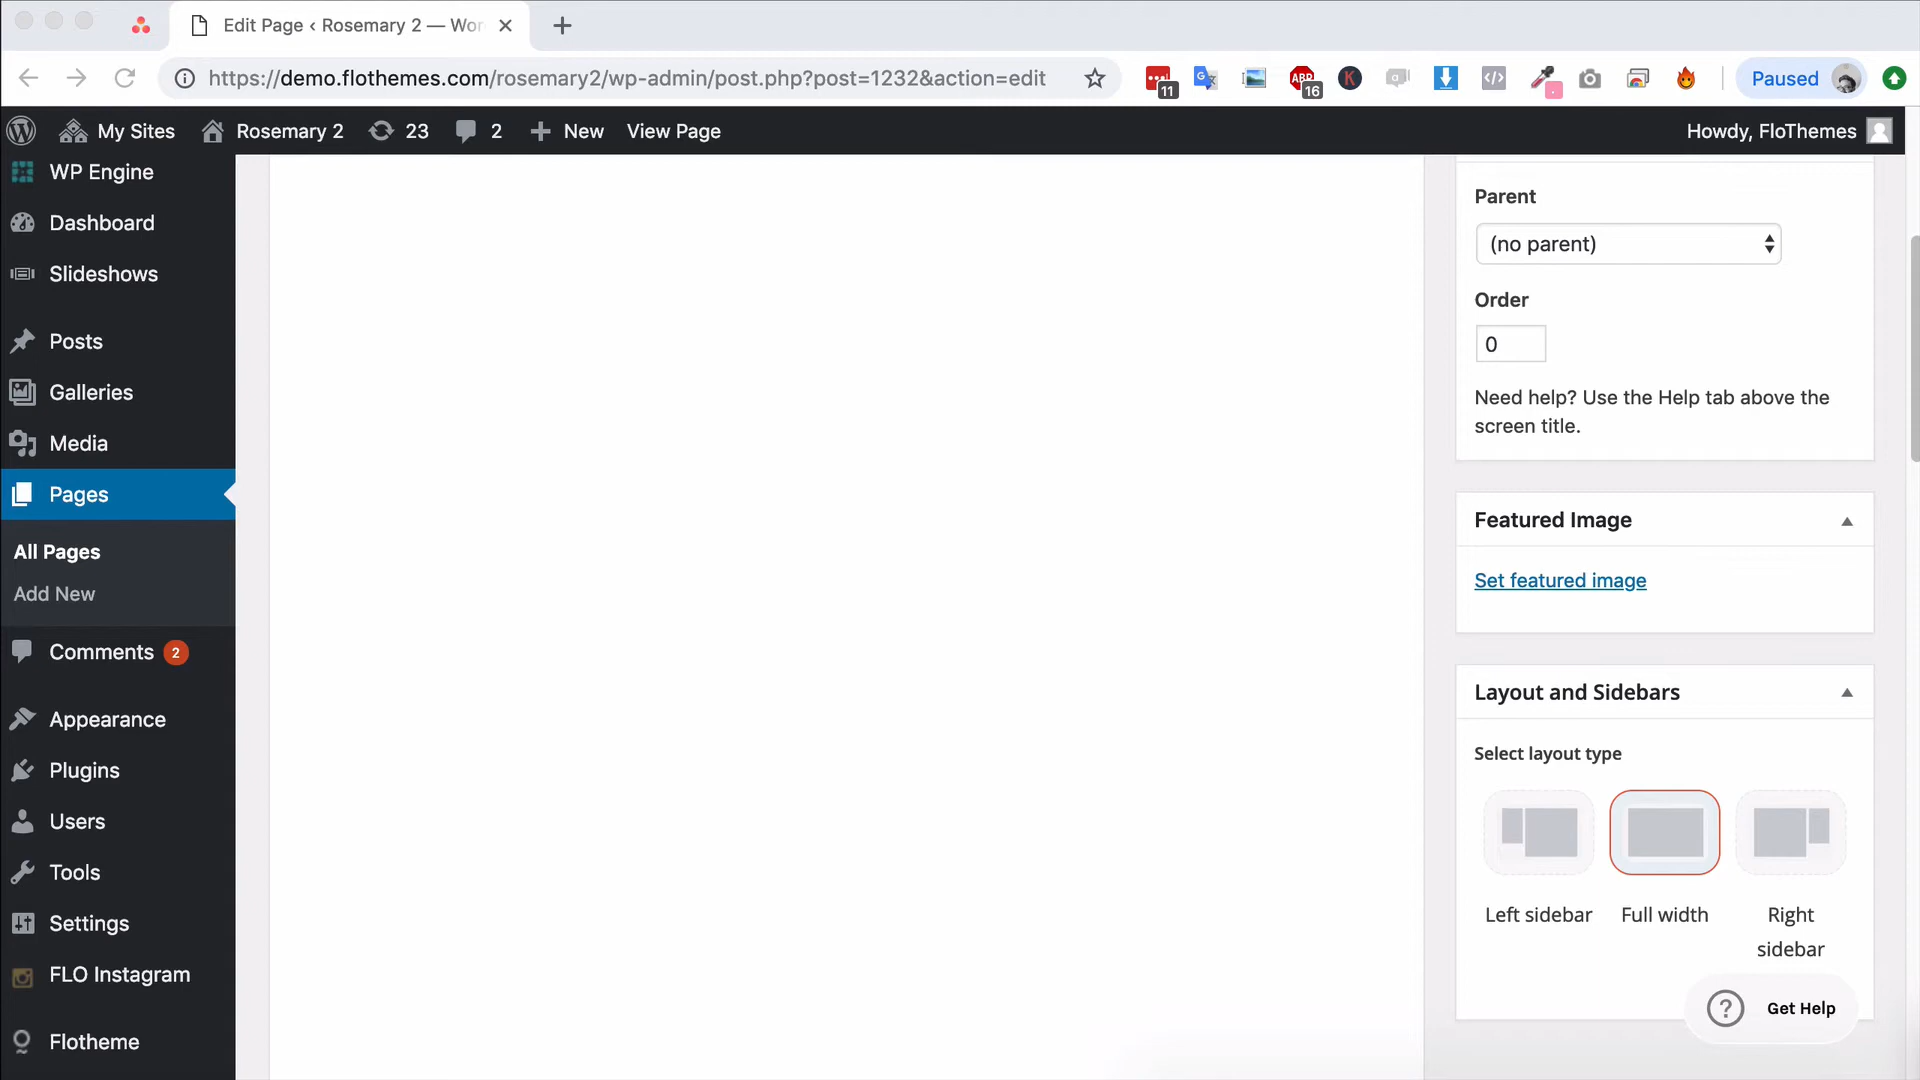 Edit Page ‹ Rosemary 2 — Wor
https://demo.flothemes.com/rosemary2/wp-admin/post.php?post=1232&action=edit
11
ABP
16
K
Paused
My Sites
Rosemary 2
23
2
New
View Page
Howdy, FloThemes
WP Engine
Dashboard
Slideshows
Posts
Galleries
Media
Pages
All Pages
Add New
Comments 2
Appearance
Plugins
Users
Tools
Settings
FLO Instagram
Flotheme
Parent
(no parent)
Order
0
Need help? Use the Help tab above the
screen title.
Featured Image
Set featured image
Layout and Sidebars
Select layout type
Left sidebar
Full width
Right
sidebar
? Get Help